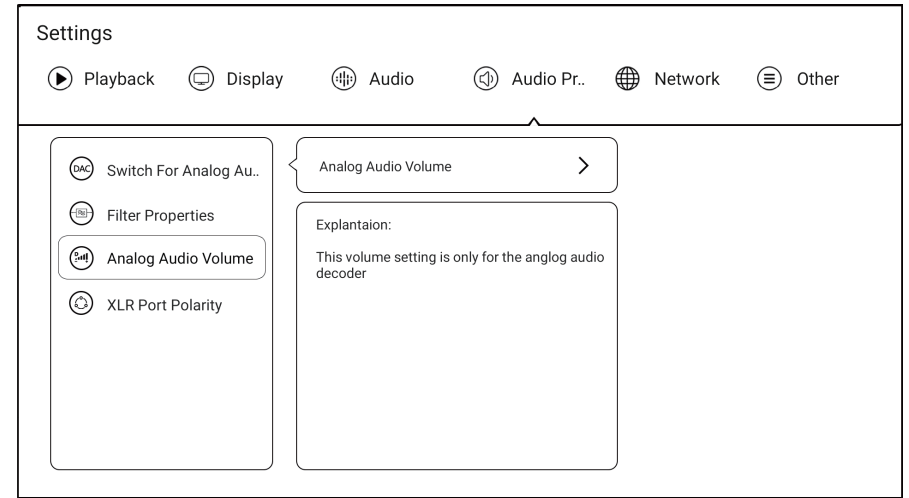 Settings
Playback Display Audio Audio Pr.. Network Other
DAC Switch For Analog Au..
Filter Properties
Analog Audio Volume
XLR Port Polarity
Analog Audio Volume
Explantaion:
This volume setting is only for the anglog audio
decoder